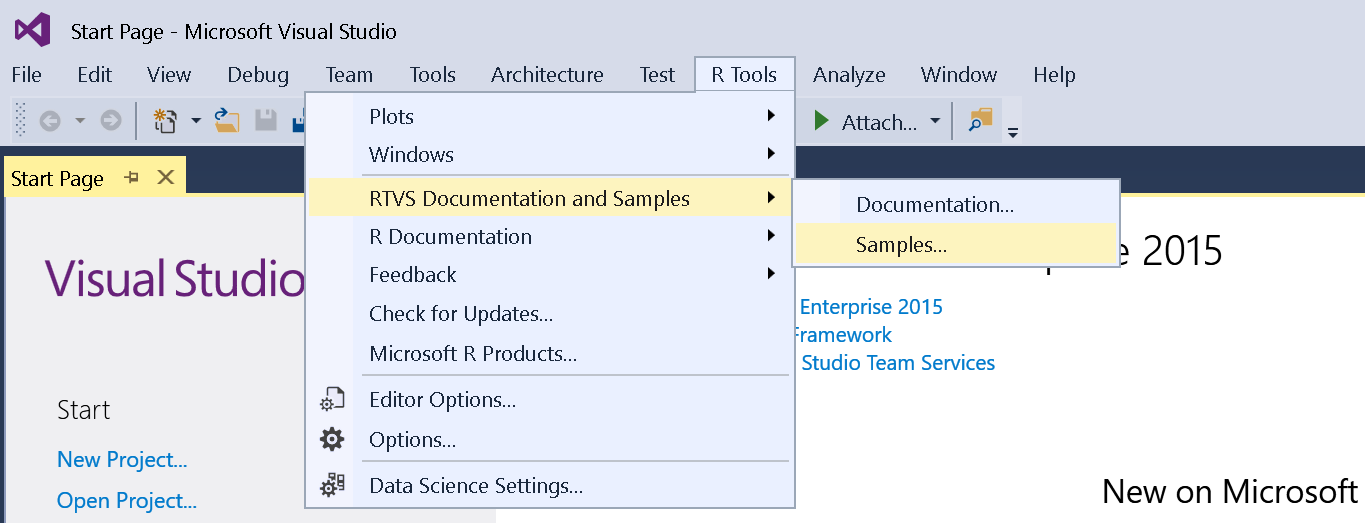 Start Page - Microsoft Visual Studio
File Edit View Debug Team Tools Architecture Test R Tools Analyze Window Help
Attach...
Start Page
Plots
Windows
RTVS Documentation and Samples
R Documentation
Feedback
Check for Updates...
Microsoft R Products...
Editor Options...
Options...
Data Science Settings...
Documentation...
Samples...
Visual Studio
2015
Enterprise 2015
Framework
Studio Team Services
Start
New Project...
Open Project...
New on Microsoft